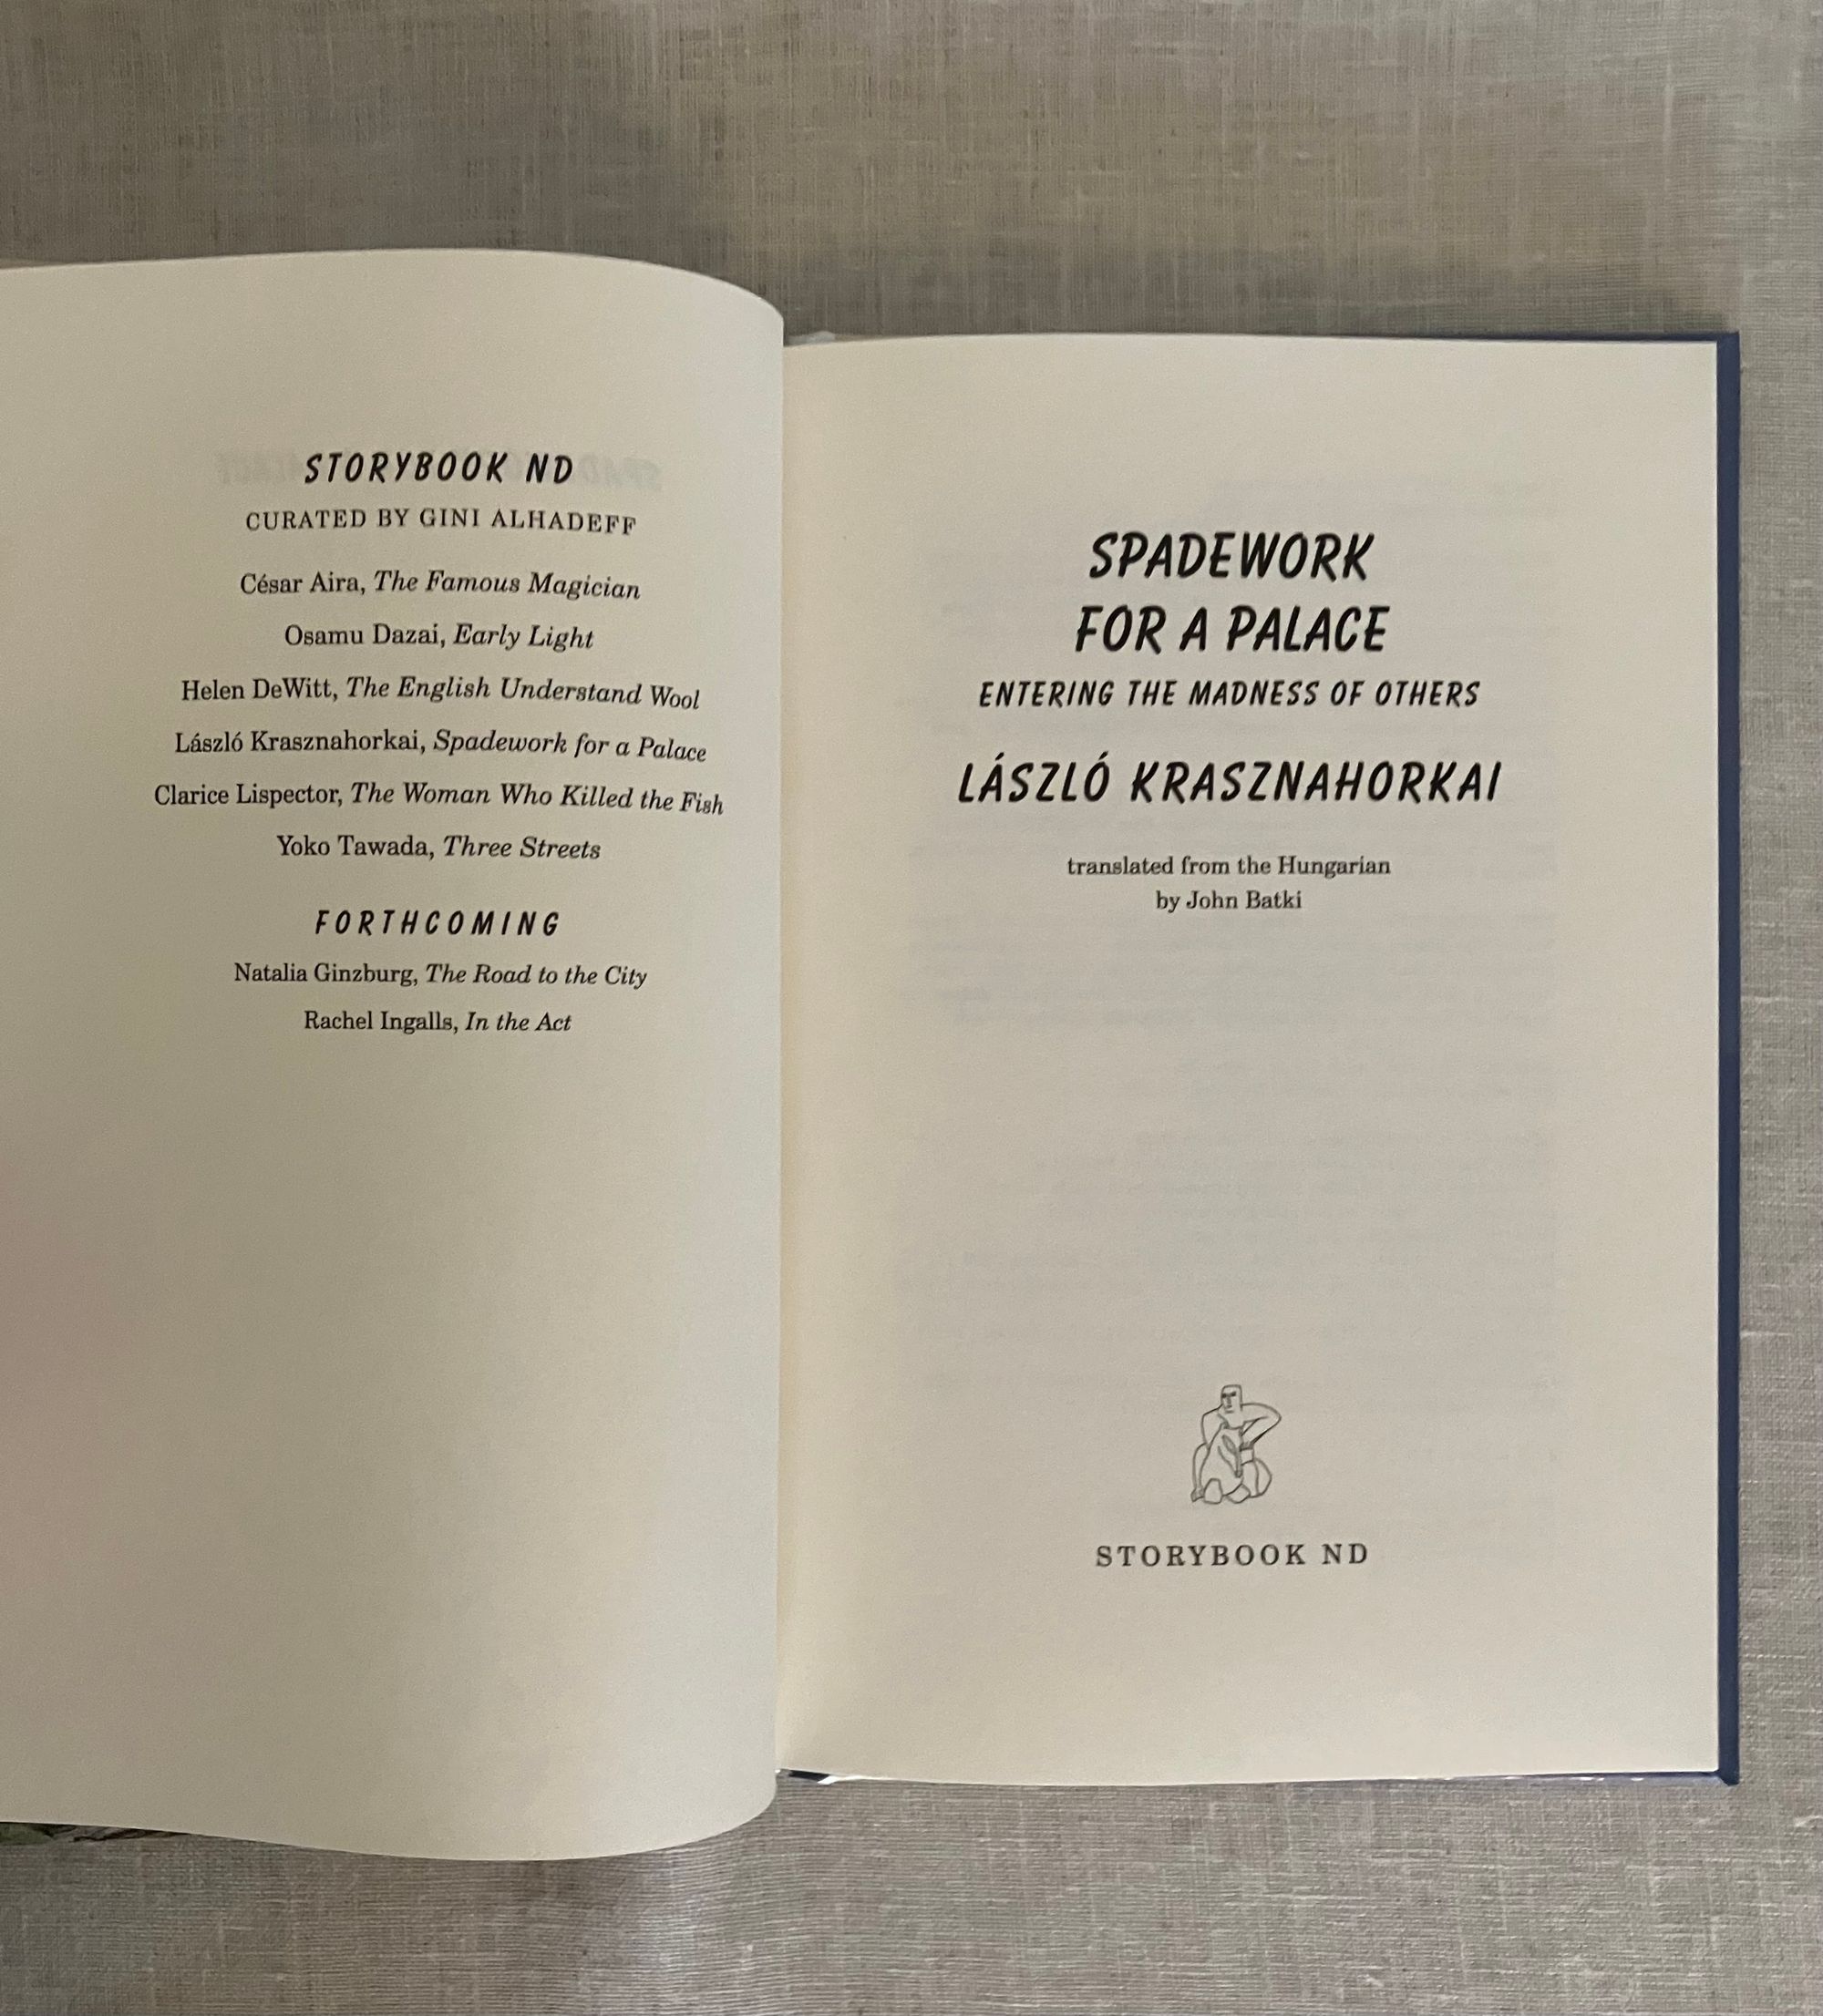 STORYBOOK ND
CURATED BY GINI ALHADEFF
César Aira, The Famous Magician
Osamu Dazai, Early Light
Helen DeWitt, The English Understand Wool
László Krasznahorkai, Spadework for a Palace
Clarice Lispector, The Woman Who Killed the Fish
Yoko Tawada, Three Streets
FORTHCOMING
Natalia Ginzburg, The Road to the City
Rachel Ingalls, In the Act
SPADEWORK
FOR A PALACE
ENTERING THE MADNESS OF OTHERS
LÁSZLÓ KRASZNAHORKAI
translated from the Hungarian
by John Batki
STORYBOOK ND